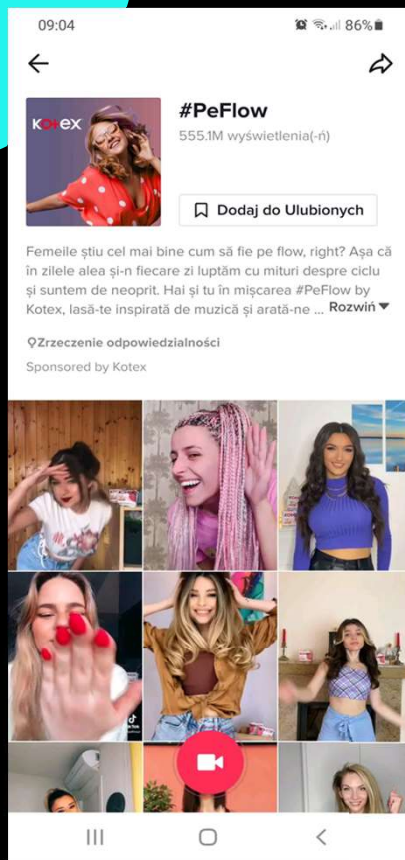 09:04
86%
KOTEX
#PeFlow
555.1M wyświetlenia(-ń)
Dodaj do Ulubionych
Femeile știu cel mai bine cum să fie pe flow, right? Așa că
în zilele alea și-n fiecare zi luptăm cu mituri despre ciclu
și suntem de neoprit. Hai și tu în mișcarea #PeFlow by
Kotex, lasă-te inspirată de muzică și arată-ne ... Rozwiń
Zrzeczenie odpowiedzialności
Sponsored by Kotex